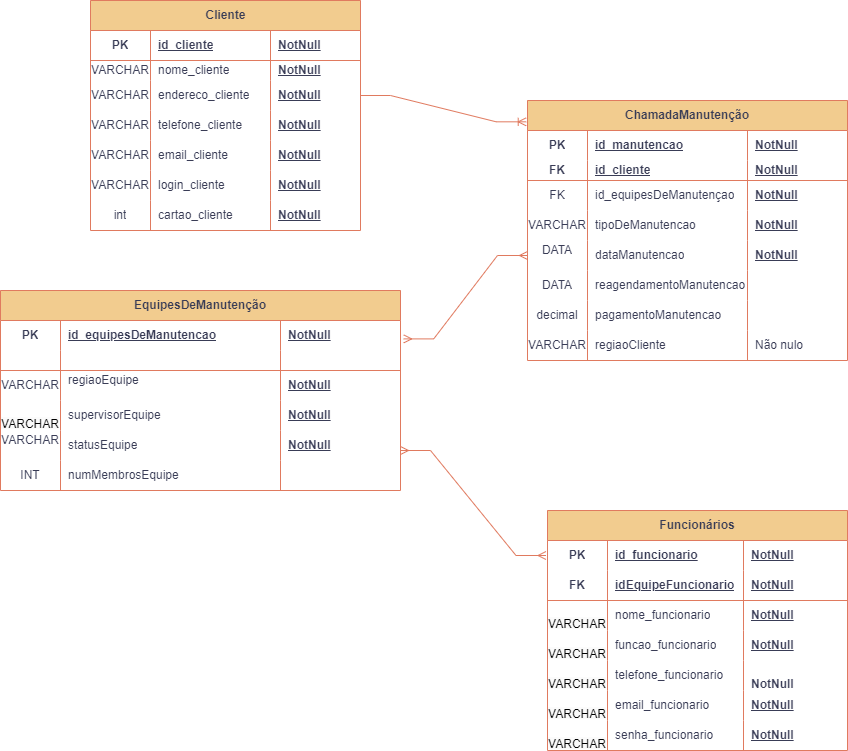 Cliente
PK id_cliente NotNull
VARCHAR nome_cliente NotNull
VARCHAR endereco_cliente NotNull
VARCHAR telefone_cliente NotNull
VARCHAR email_cliente NotNull
VARCHAR login_cliente NotNull
int cartao_cliente NotNull
ChamadaManutenção
PK id_manutencao NotNull
FK id_cliente NotNull
FK id_equipesDeManutençao NotNull
VARCHAR tipoDeManutencao NotNull
DATA dataManutencao NotNull
DATA reagendamentoManutencao
decimal pagamentoManutencao
VARCHAR regiaoCliente Não nulo
EquipesDeManutenção
PK id_equipesDeManutencao NotNull
VARCHAR regiaoEquipe NotNull
VARCHAR supervisorEquipe NotNull
VARCHAR statusEquipe NotNull
INT numMembrosEquipe
Funcionários
PK id_funcionario NotNull
FK idEquipeFuncionario NotNull
VARCHAR nome_funcionario NotNull
VARCHAR funcao_funcionario NotNull
VARCHAR telefone_funcionario NotNull
VARCHAR email_funcionario NotNull
VARCHAR senha_funcionario NotNull